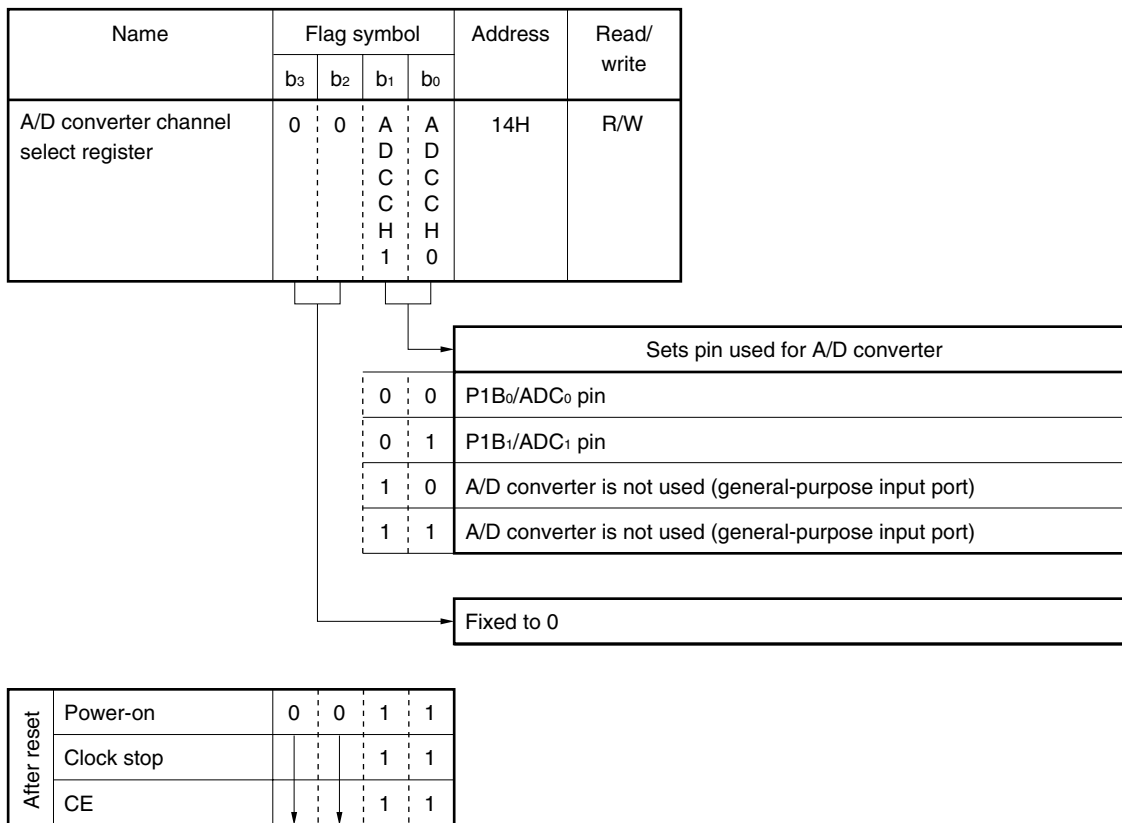 Name Flag symbol Address Read/
write
b3 b2 b1 b0
A/D converter channel 0 0 A A 14H R/W
select register D D
C C
C C
H H
1 0
Sets pin used for A/D converter
0 0 P1B0/ADC0 pin
0 1 P1B1/ADC1 pin
1 0 A/D converter is not used (general-purpose input port)
1 1 A/D converter is not used (general-purpose input port)
Fixed to 0
After reset
Power-on 0 0 1 1
Clock stop 1 1
CE 1 1